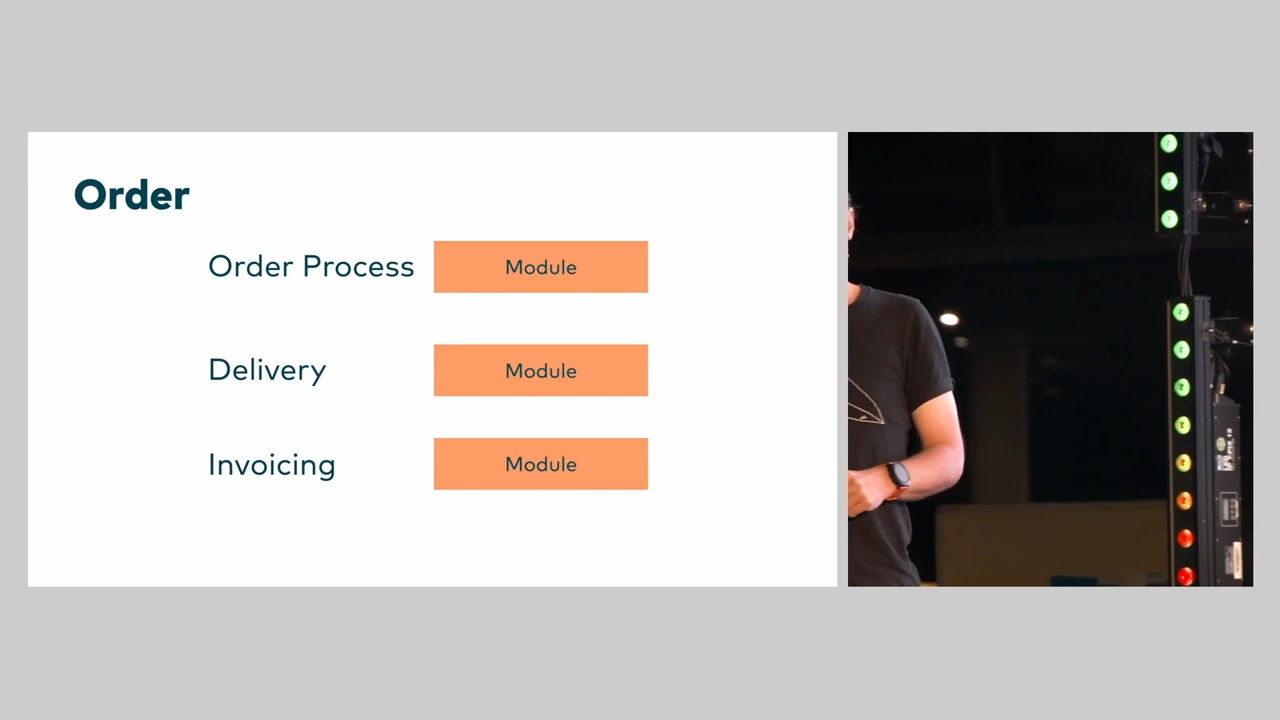 Order
Order Process Module
Delivery Module
Invoicing Module